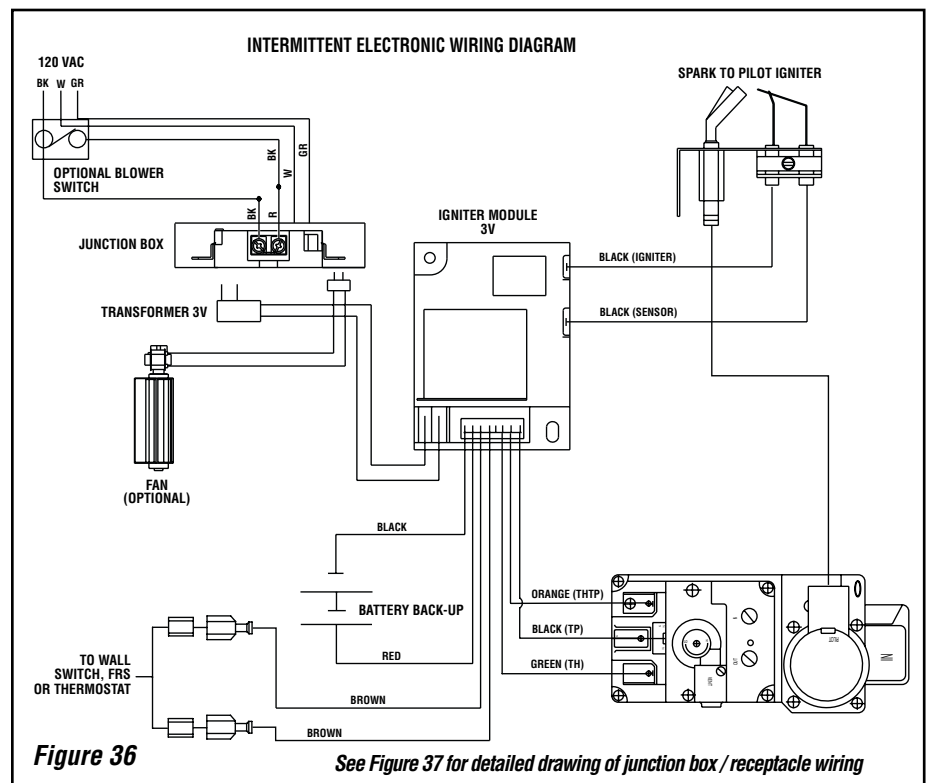 INTERMITTENT ELECTRONIC WIRING DIAGRAM
120 VAC
BK W GR
SPARK TO PILOT IGNITER
OPTIONAL BLOWER
SWITCH
BK
W
GR
BK
R
JUNCTION BOX
IGNITER MODULE
3V
BLACK (IGNITER)
TRANSFORMER 3V
BLACK (SENSOR)
FAN
(OPTIONAL)
BLACK
BATTERY BACK-UP
ORANGE (THTP)
BLACK (TP)
GREEN (TH)
RED
TO WALL
SWITCH, FRS
OR THERMOSTAT
BROWN
BROWN
PILOT
Figure 36
See Figure 37 for detailed drawing of junction box / receptacle wiring